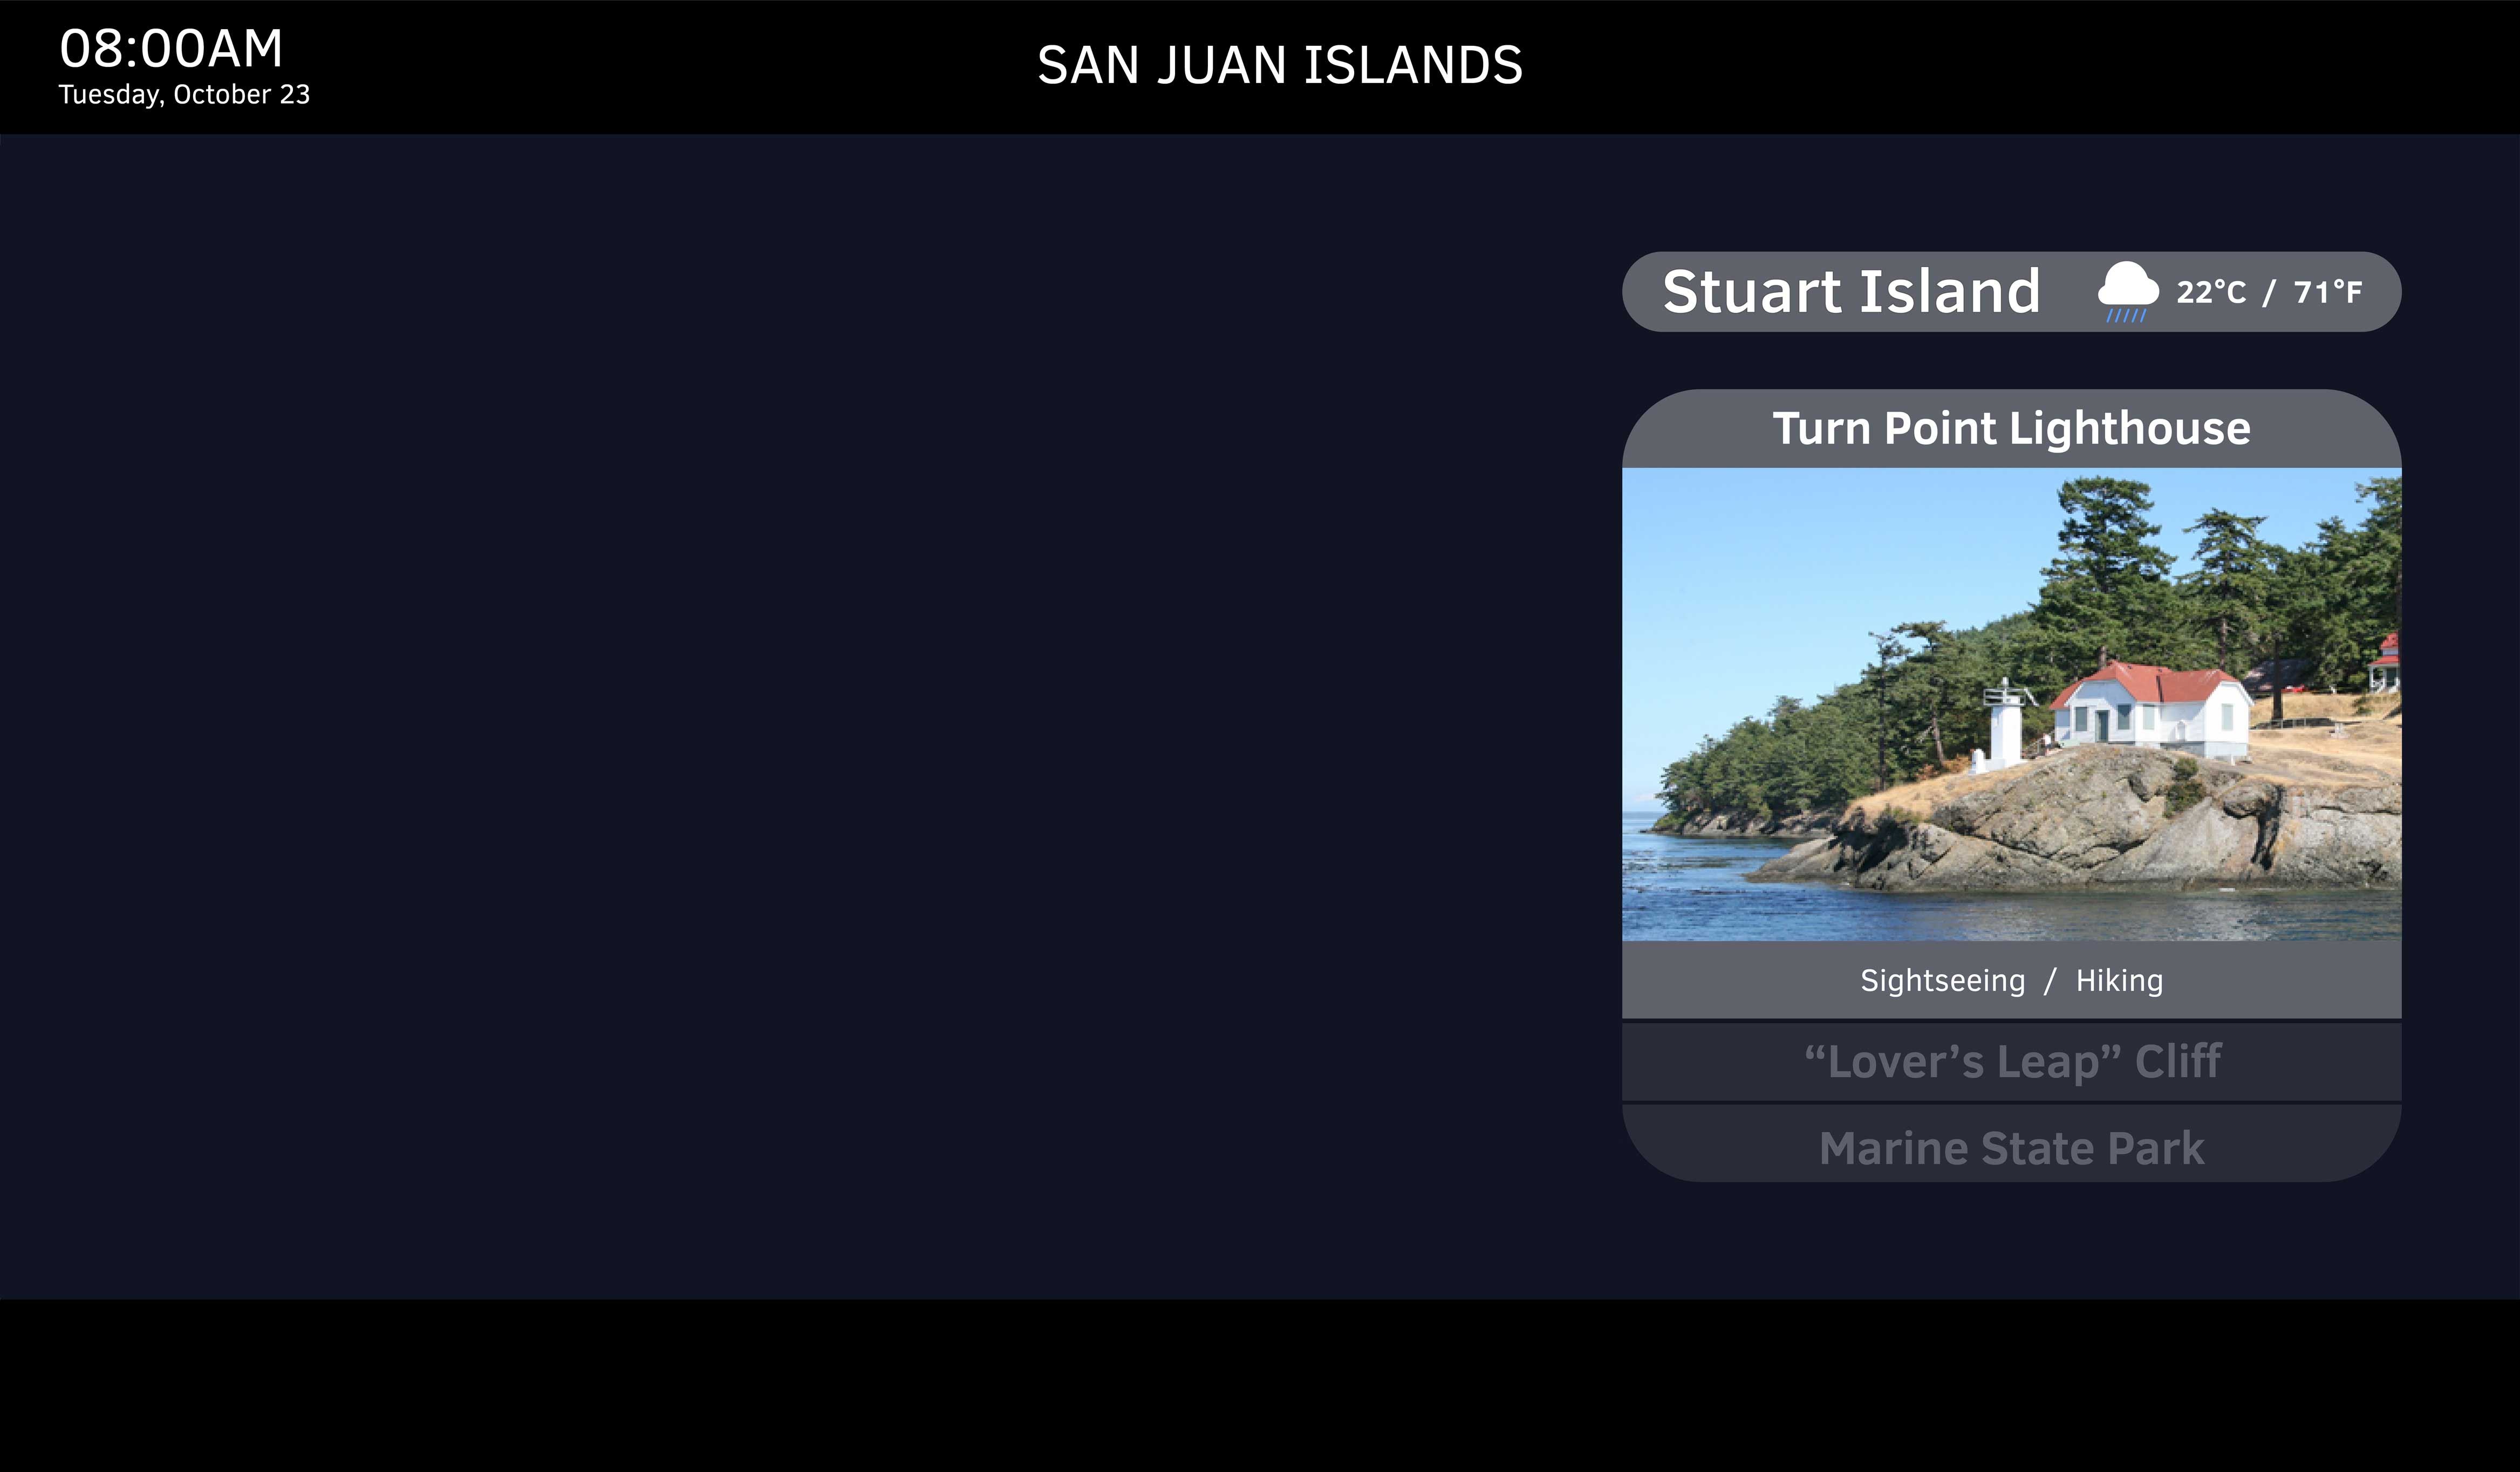 08:00AM
Tuesday, October 23
SAN JUAN ISLANDS
Stuart Island
22°C / 71°F
Turn Point Lighthouse
Sightseeing / Hiking
“Lover’s Leap” Cliff
Marine State Park